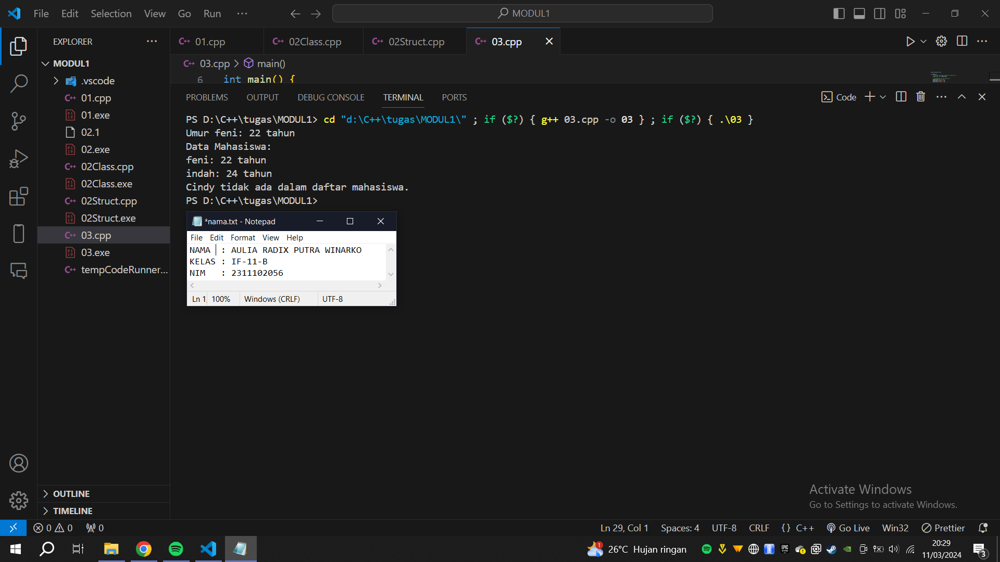 File Edit Selection View Go Run ···
MODUL1
EXPLORER
01.cpp
02Class.cpp
02Struct.cpp
03.cpp
MODUL1
03.cpp > main()
6 int main() {
.vscode
01.cpp
01.exe
02.1
02.exe
02Class.cpp
02Class.exe
02Struct.cpp
02Struct.exe
03.cpp
03.exe
tempCodeRunner...
OUTLINE
TIMELINE
PROBLEMS OUTPUT DEBUG CONSOLE TERMINAL PORTS
Code
PS D:\C++\tugas\MODUL1> cd "d:\C++\tugas\MODUL1\" ; if ($?) { g++ 03.cpp -o 03 } ; if ($?) { .\03 }
Umur feni: 22 tahun
Data Mahasiswa:
feni: 22 tahun
indah: 24 tahun
Cindy tidak ada dalam daftar mahasiswa.
PS D:\C++\tugas\MODUL1>
*nama.txt - Notepad
File Edit Format View Help
NAMA : AULIA RADIX PUTRA WINARKO
KELAS : IF-11-B
NIM : 2311102056
Ln 1, 100% Windows (CRLF) UTF-8
Activate Windows
Go to Settings to activate Windows.
0 0 0
Ln 29, Col 1 Spaces: 4 UTF-8 CRLF {} C++ Go Live Win32 Prettier
1
26°C Hujan ringan
20:29
11/03/2024
3